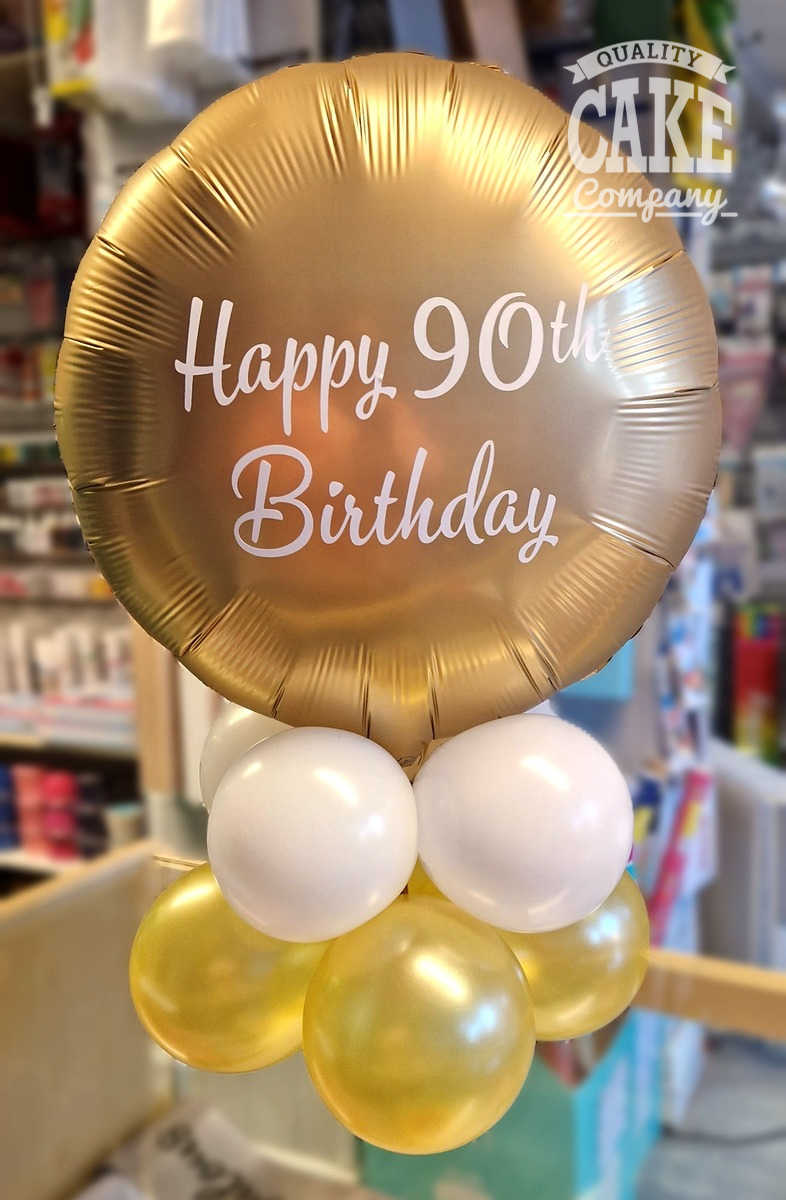 QUALITY
CAKE
Company
Happy 90th
Birthday